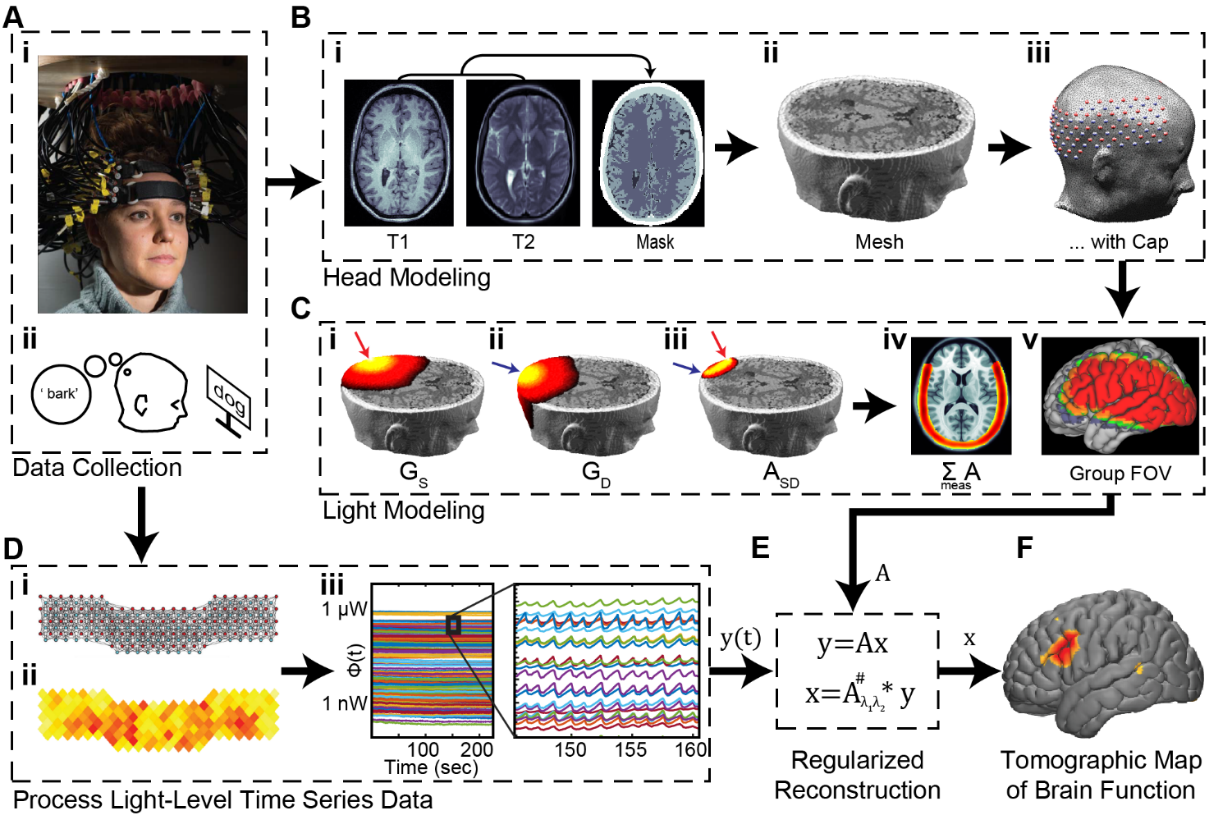 A
i
ii
' bark'
dog
Data Collection
B
i
T1
T2
Mask
ii
Mesh
iii
... with Cap
Head Modeling
C
i
G_S
ii
G_D
iii
A_SD
iv
Σ A
meas
v
Group FOV
Light Modeling
D
i
ii
iii
1 µW
Φ(t)
1 nW
100
200
Time (sec)
150
155
160
Process Light-Level Time Series Data
y(t)
E
A
y=Ax
x=A^#_λ₁λ₂* y
Regularized
Reconstruction
x
F
Tomographic Map
of Brain Function